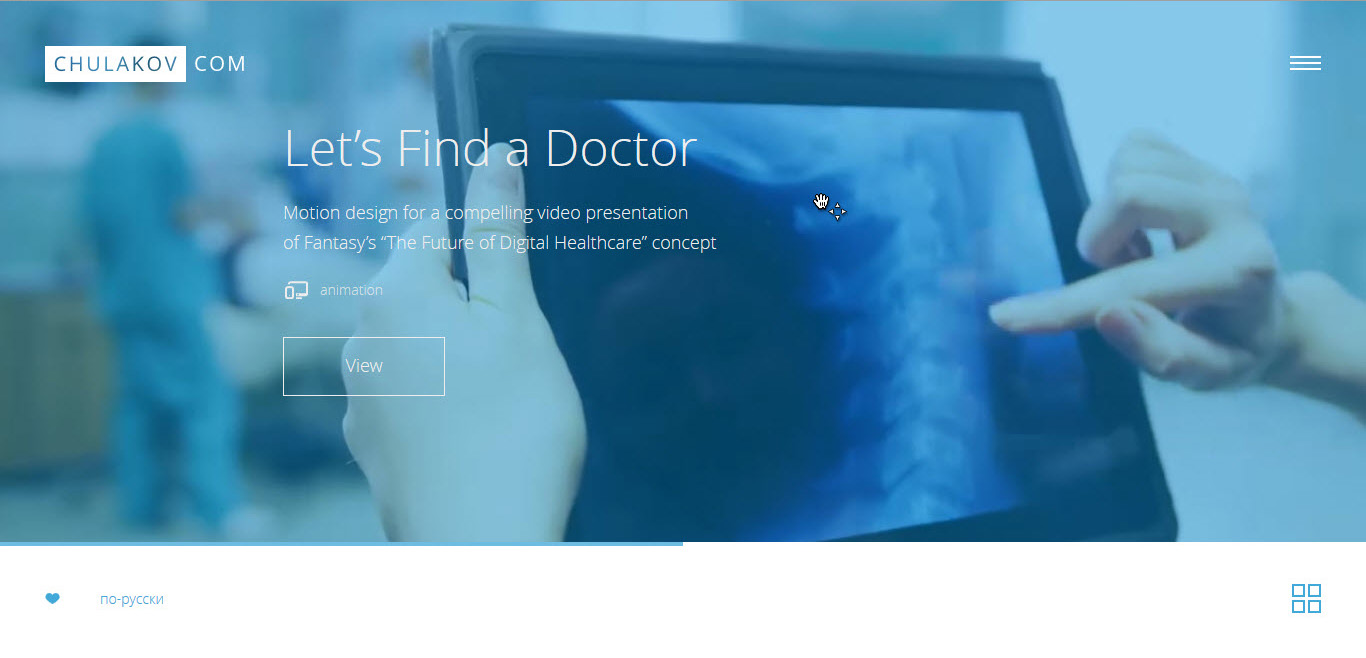 CHULAKOV COM
Let’s Find a Doctor
Motion design for a compelling video presentation
of Fantasy’s “The Future of Digital Healthcare” concept
animation
View
по-русски